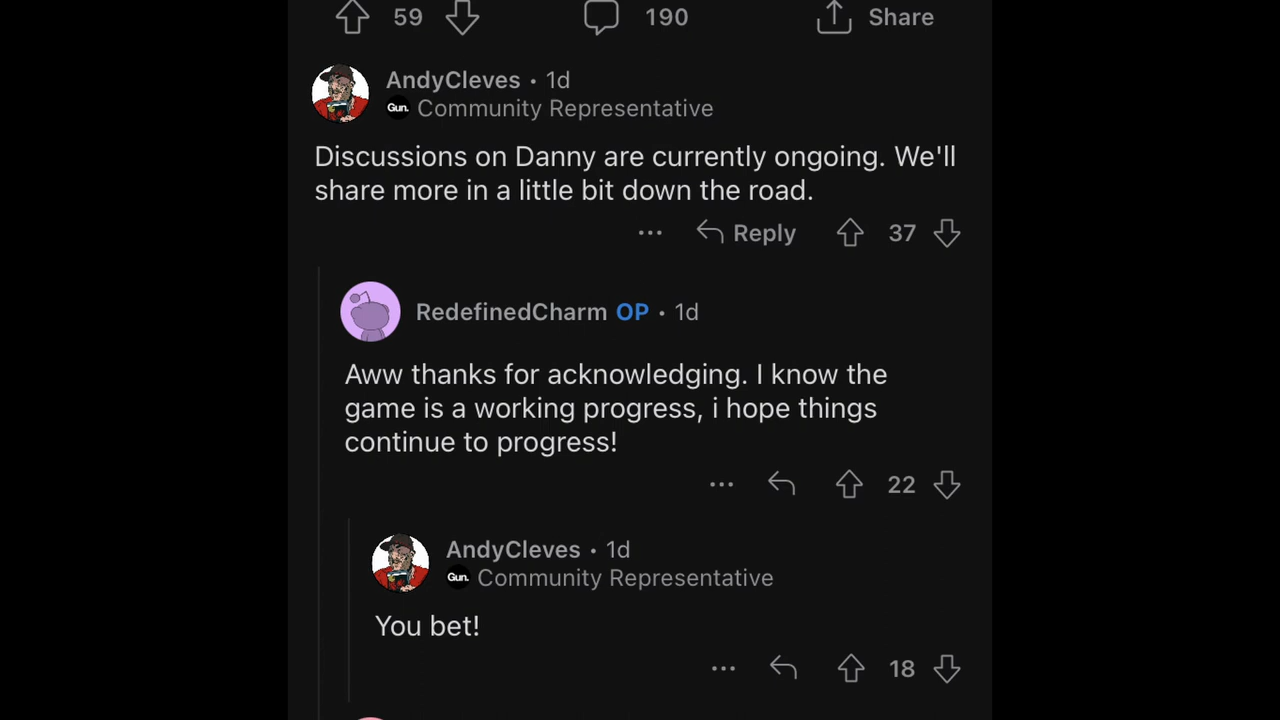 59 190 Share
AndyCleves • 1d
Gun. Community Representative
Discussions on Danny are currently ongoing. We'll
share more in a little bit down the road.
... Reply 37
RedefinedCharm OP • 1d
Aww thanks for acknowledging. I know the
game is a working progress, i hope things
continue to progress!
... 22
AndyCleves • 1d
Gun. Community Representative
You bet!
... 18